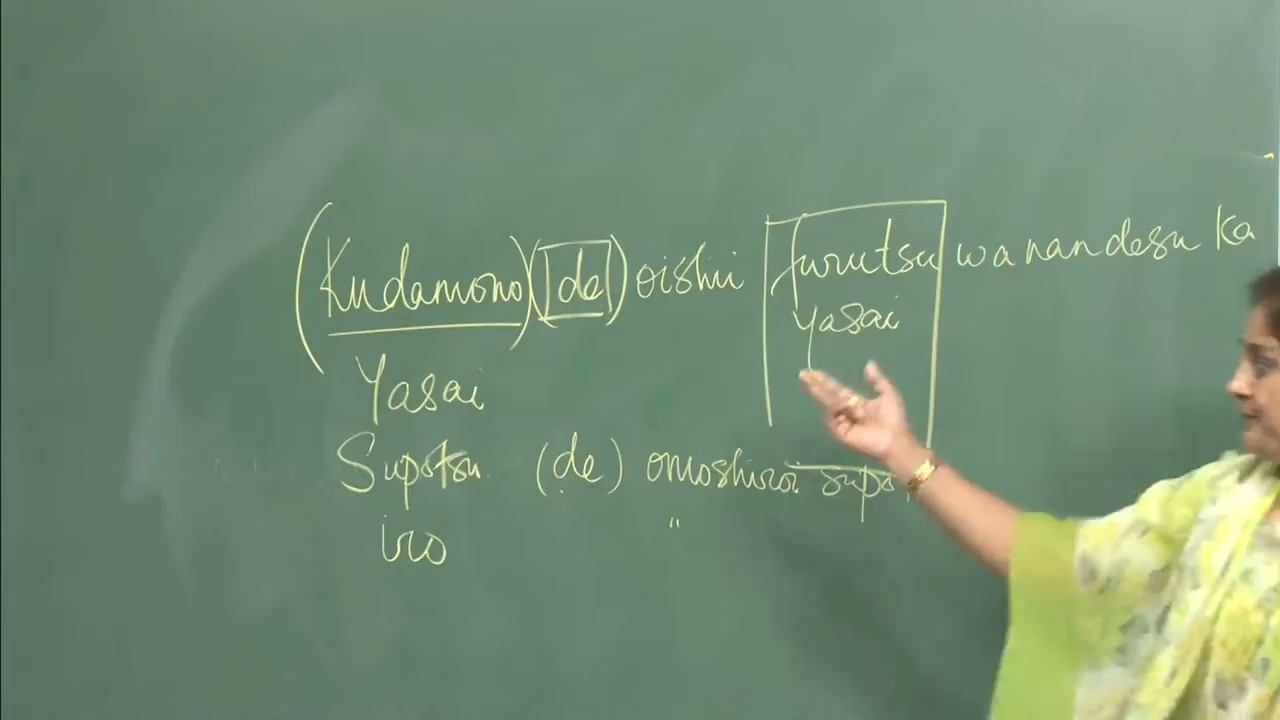 (Kudamono) (de) oishii furutsu wa nan desu ka
Yasai yasai
Supotsu (de) omoshiroi supo
iro "